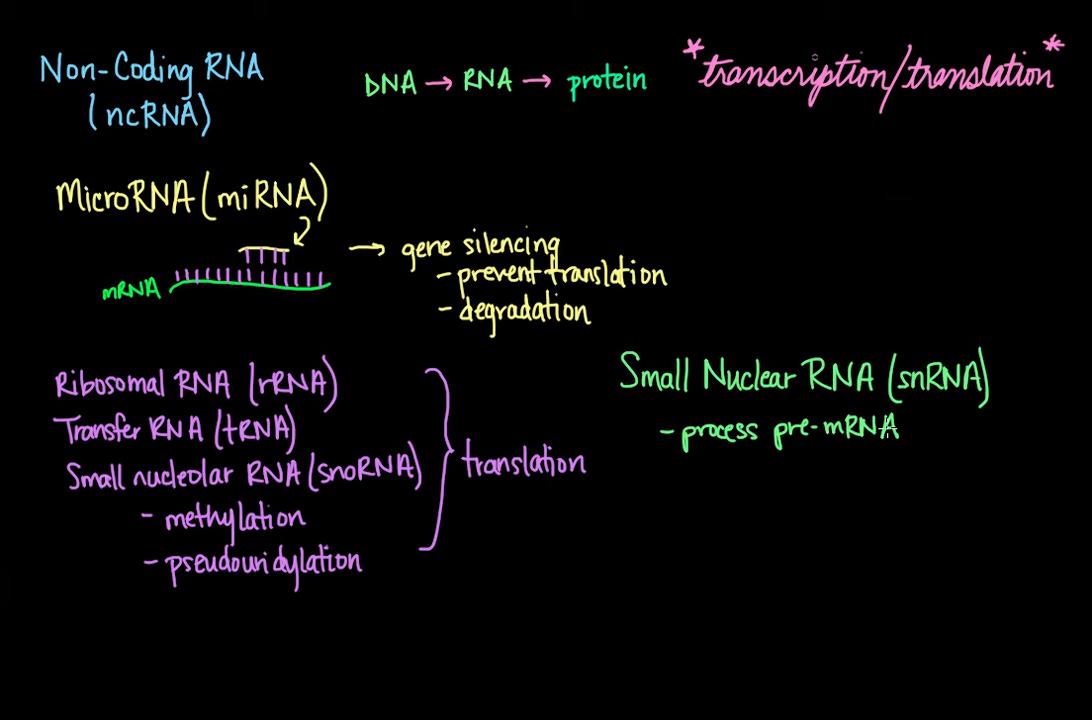 Non-Coding RNA
(ncRNA)
DNA → RNA → protein
*transcription/translation*
MicroRNA (miRNA)
mRNA
→ gene silencing
- prevent translation
- degradation
Ribosomal RNA (rRNA)
Transfer RNA (tRNA)
Small nucleolar RNA (snoRNA)
- methylation
- pseudouridylation
translation
Small Nuclear RNA (snRNA)
- process pre-mRNA